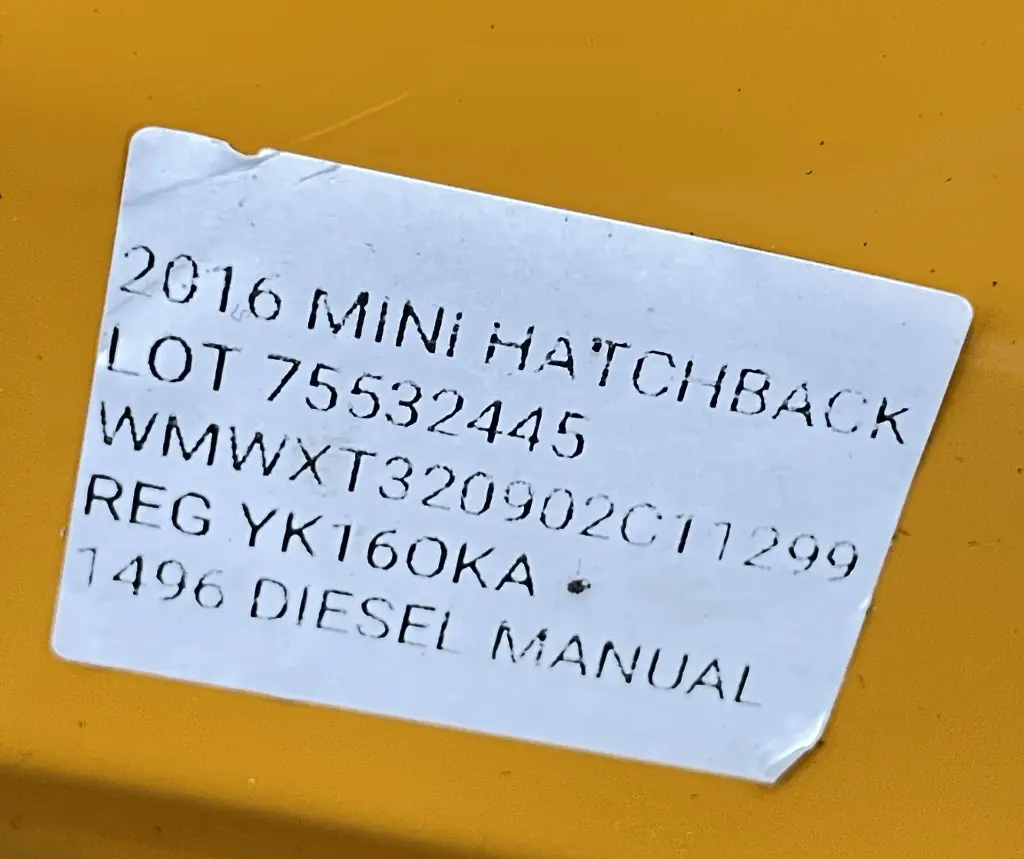 2016 MINI HATCHBACK
LOT 75532445
WMWXT320902C11299
REG YK16OKA
1496 DIESEL MANUAL